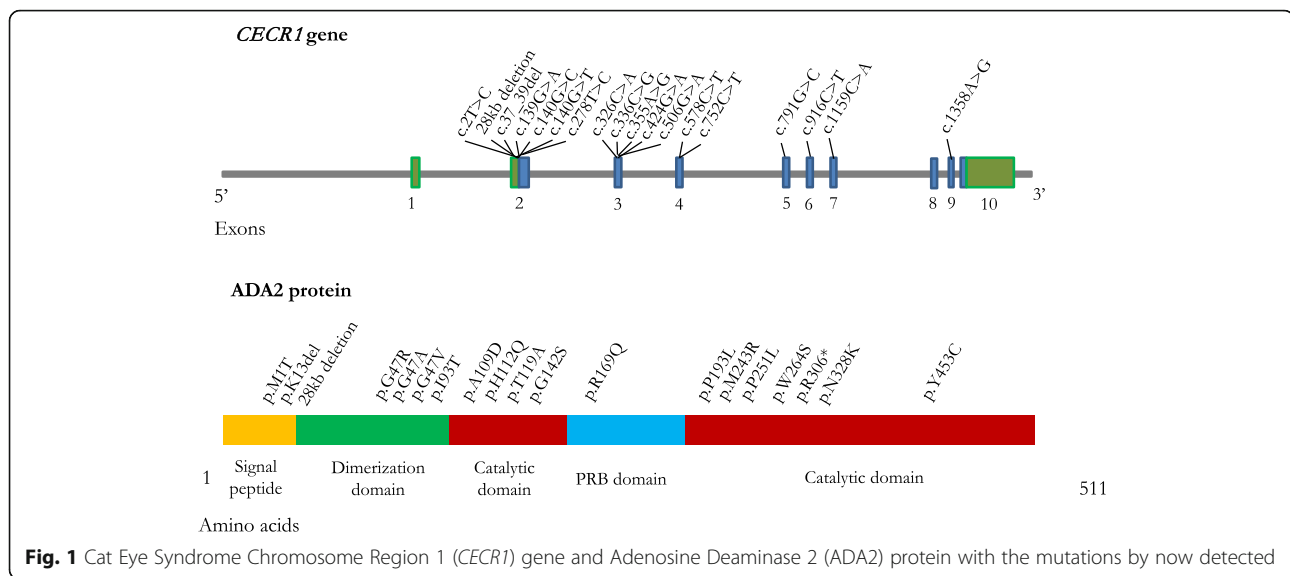 CECR1 gene
c.2T>C
28kb deletion
c.37_39del
c.139G>A
c.140G>C
c.140G>T
c.278T>C
c.326C>A
c.336C>G
c.355A>G
c.424G>A
c.506G>A
c.578C>T
c.752C>T
c.791G>C
c.916C>T
c.1159C>A
c.1358A>G
5’
3’
1
2
3
4
5
6
7
8
9
10
Exons
ADA2 protein
p.M1T
p.K13del
28kb deletion
p.G47R
p.G47A
p.G47V
p.I93T
p.A109D
p.H112Q
p.T119A
p.G142S
p.R169Q
p.P193L
p.M243R
p.P251L
p.W264S
p.R306*
p.N328K
p.Y453C
1
Signal
peptide
Dimerization
domain
Catalytic
domain
PRB domain
Catalytic domain
511
Amino acids
Fig. 1 Cat Eye Syndrome Chromosome Region 1 (CECR1) gene and Adenosine Deaminase 2 (ADA2) protein with the mutations by now detected